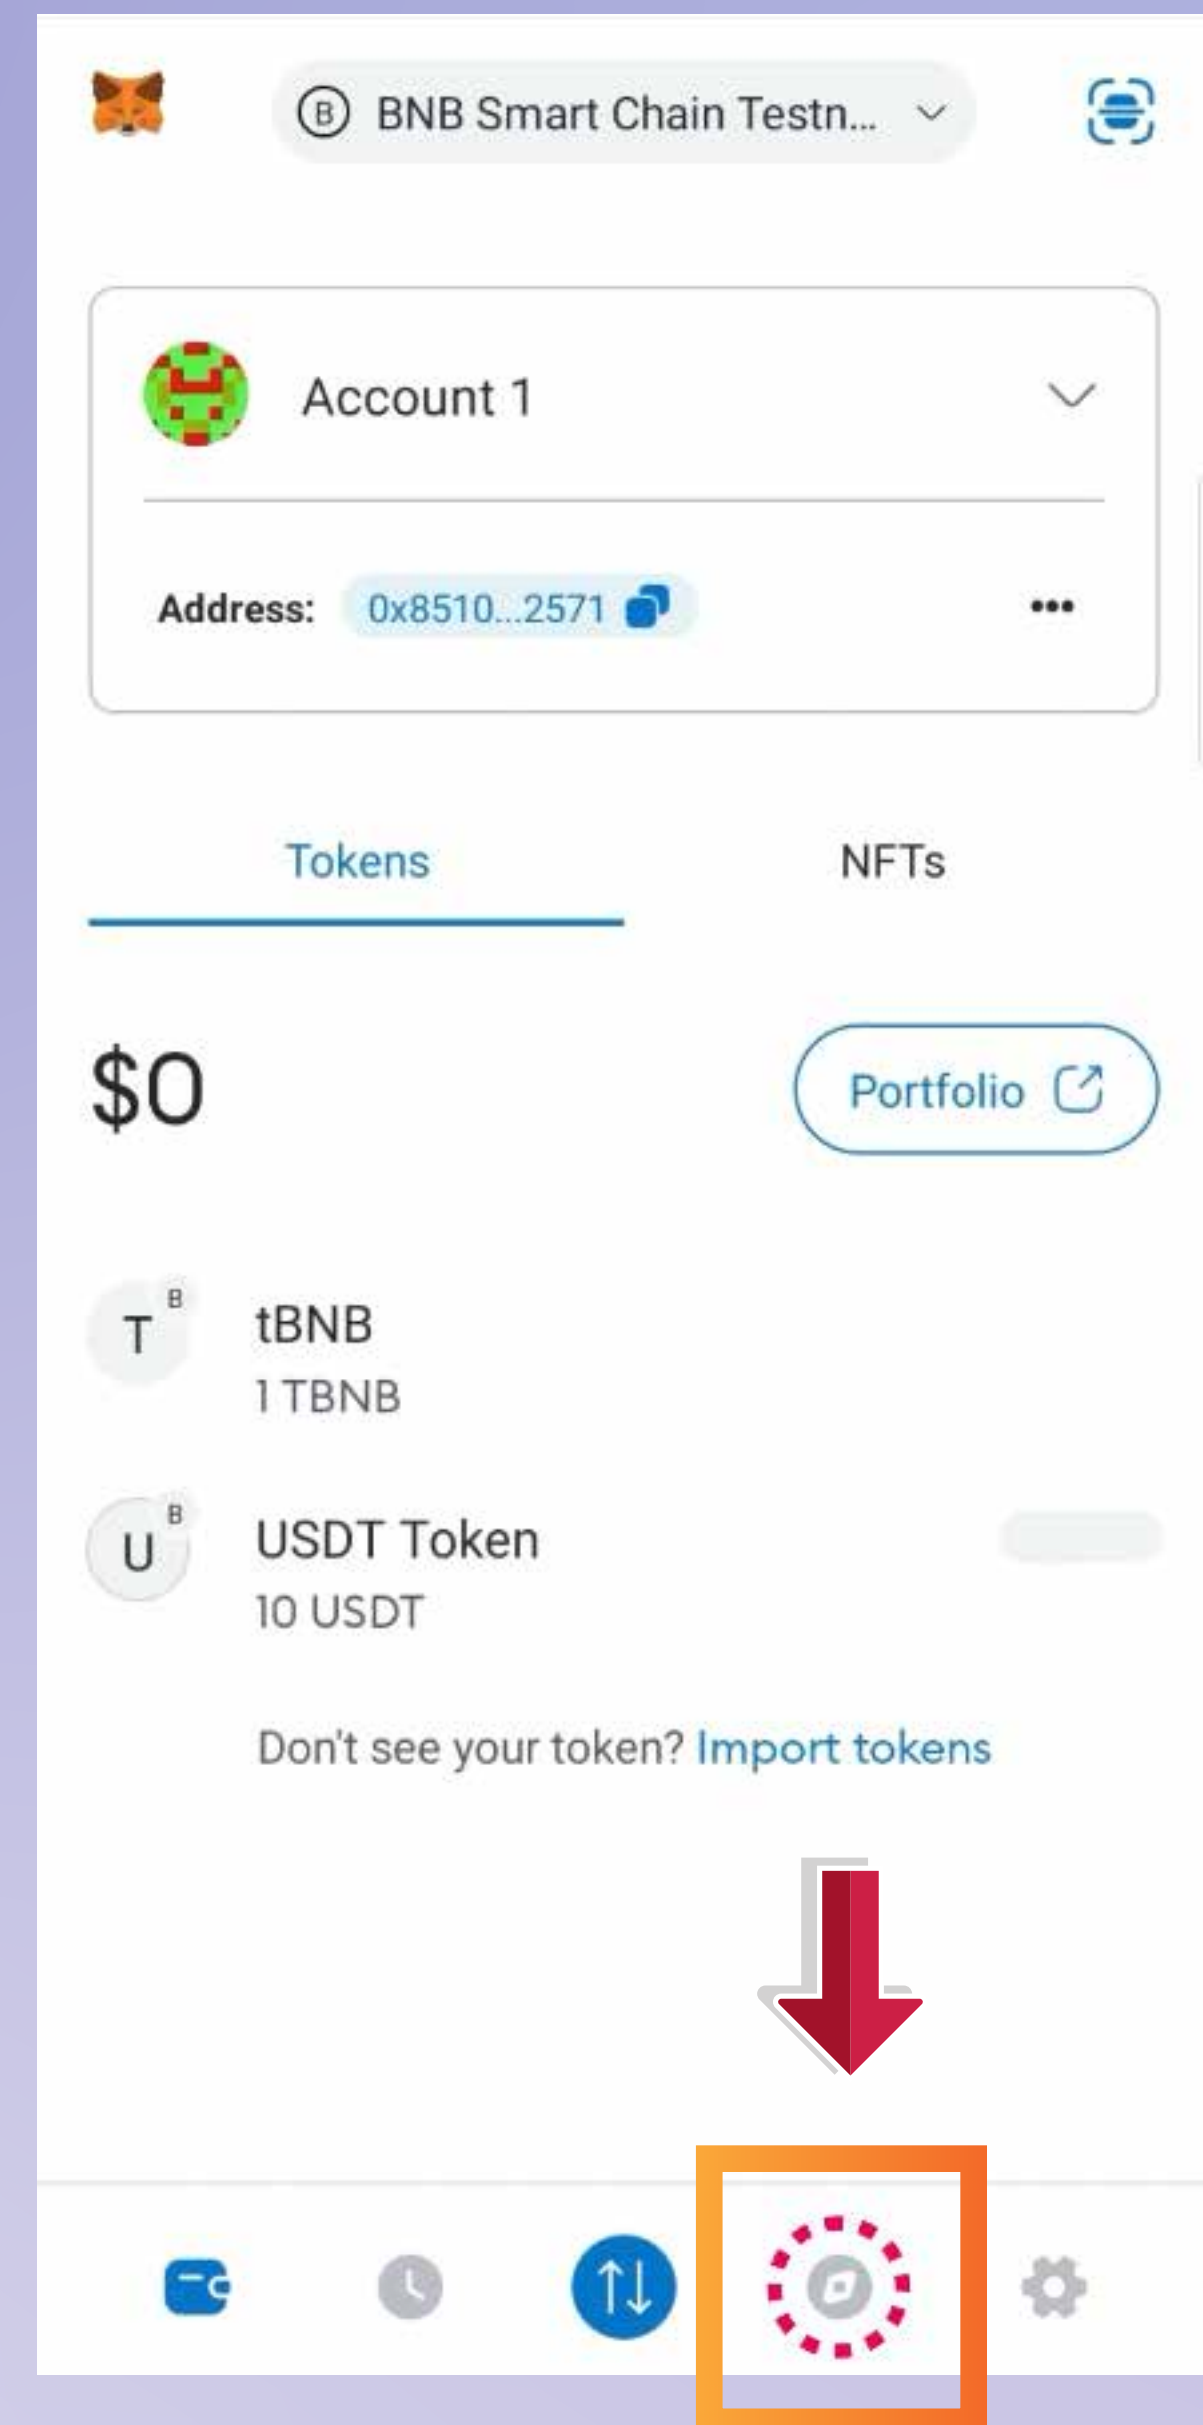 B BNB Smart Chain Testn...
Account 1
Address: 0x8510...2571
Tokens NFTs
$0 Portfolio
T B tBNB
1 TBNB
U B USDT Token
10 USDT
Don't see your token? Import tokens